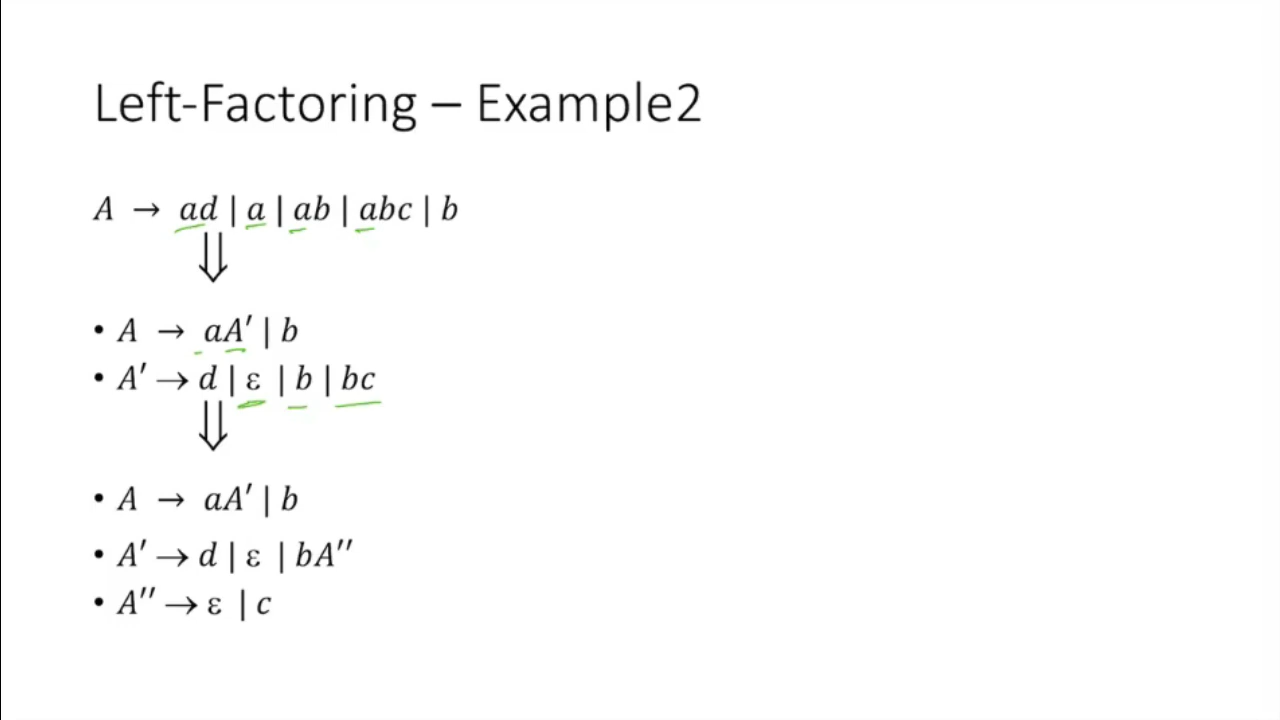 Left-Factoring – Example2
A → ad | a | ab | abc | b
⇓
• A → aA′ | b
• A′ → d | ε | b | bc
⇓
• A → aA′ | b
• A′ → d | ε | bA′′
• A′′ → ε | c